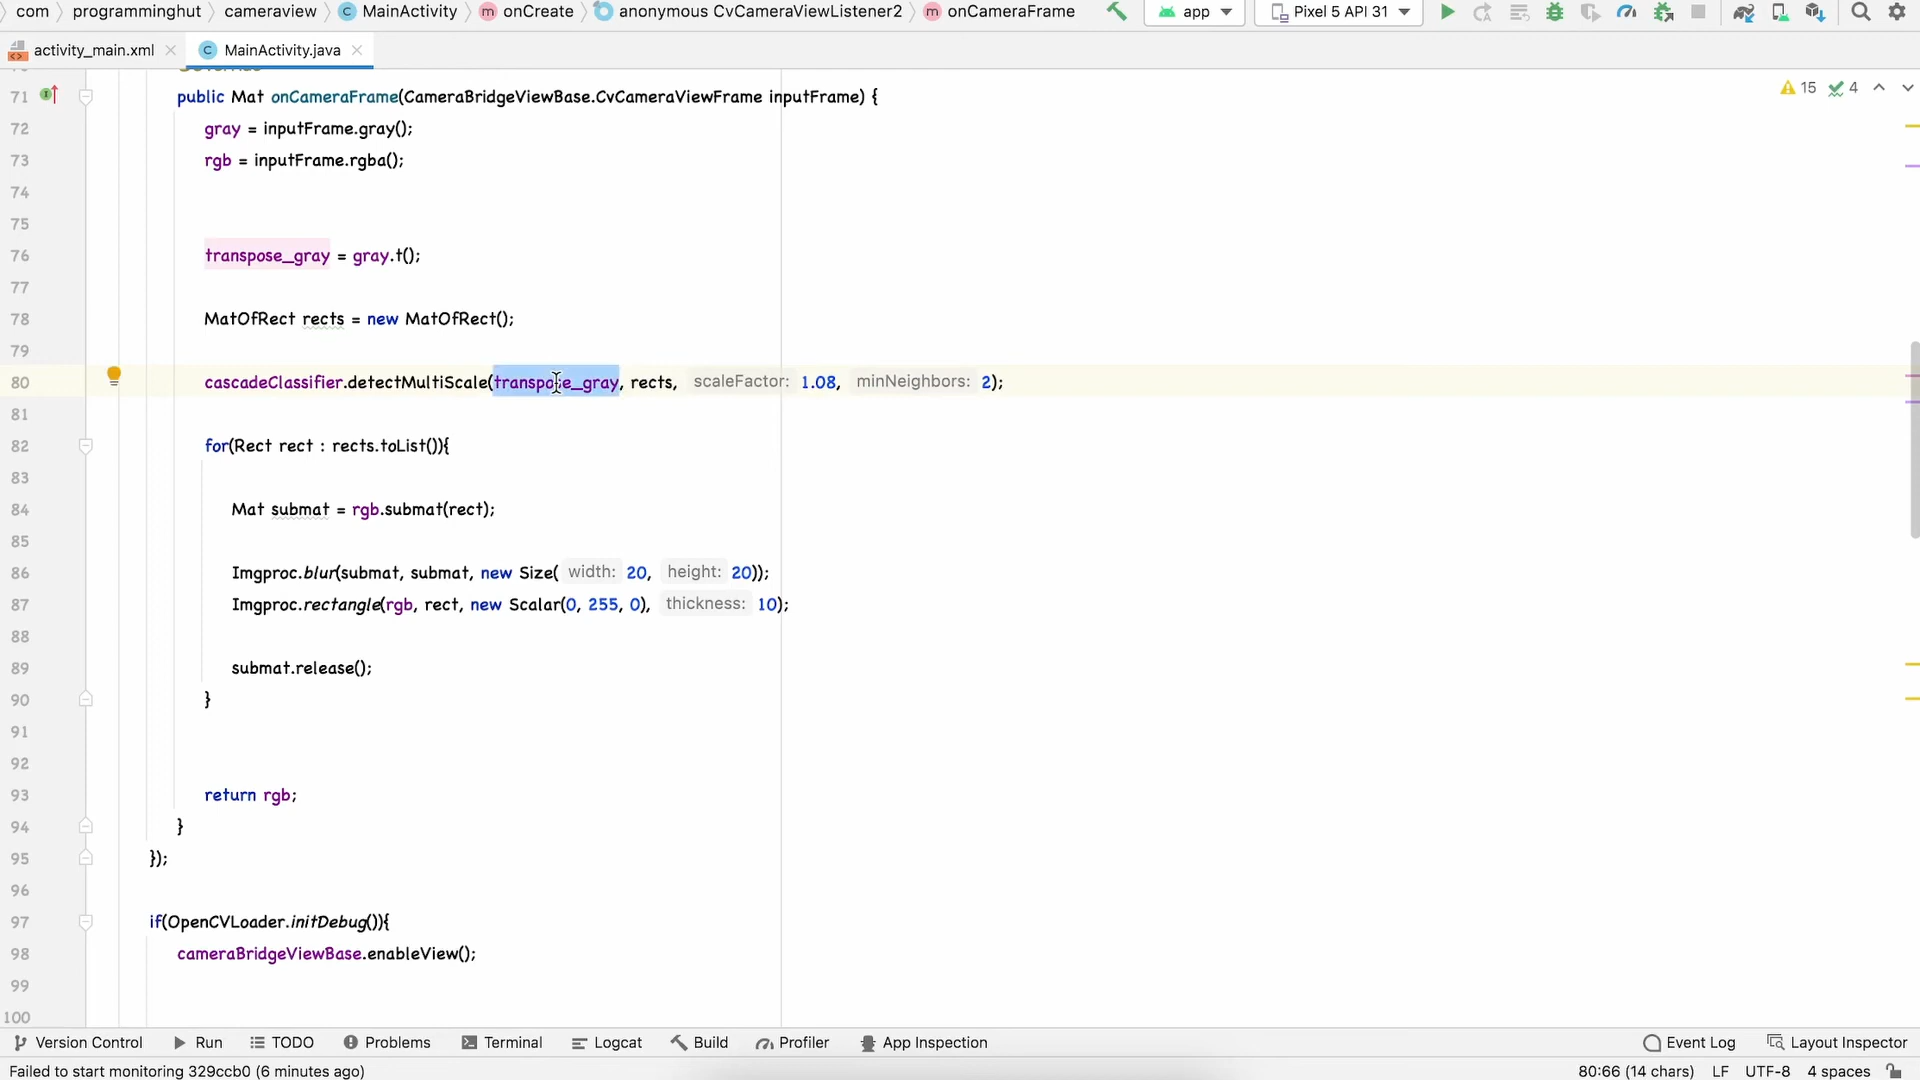 com programminghut cameraview MainActivity onCreate anonymous CvCameraViewListener2 onCameraFrame app Pixel 5 API 31
activity_main.xml MainActivity.java
15 4
71 public Mat onCameraFrame(CameraBridgeViewBase.CvCameraViewFrame inputFrame) {
72 gray = inputFrame.gray();
73 rgb = inputFrame.rgba();
74
75
76 transpose_gray = gray.t();
77
78 MatOfRect rects = new MatOfRect();
79
80 cascadeClassifier.detectMultiScale(transpose_gray, rects, scaleFactor: 1.08, minNeighbors: 2);
81
82 for(Rect rect : rects.toList()){
83
84 Mat submat = rgb.submat(rect);
85
86 Imgproc.blur(submat, submat, new Size( width: 20, height: 20));
87 Imgproc.rectangle(rgb, rect, new Scalar(0, 255, 0), thickness: 10);
88
89 submat.release();
90 }
91
92
93 return rgb;
94 }
95 });
96
97 if(OpenCVLoader.initDebug()){
98 cameraBridgeViewBase.enableView();
99
100
Version Control Run TODO Problems Terminal Logcat Build Profiler App Inspection Event Log Layout Inspector
Failed to start monitoring 329ccb0 (6 minutes ago) 80:66 (14 chars) LF UTF-8 4 spaces